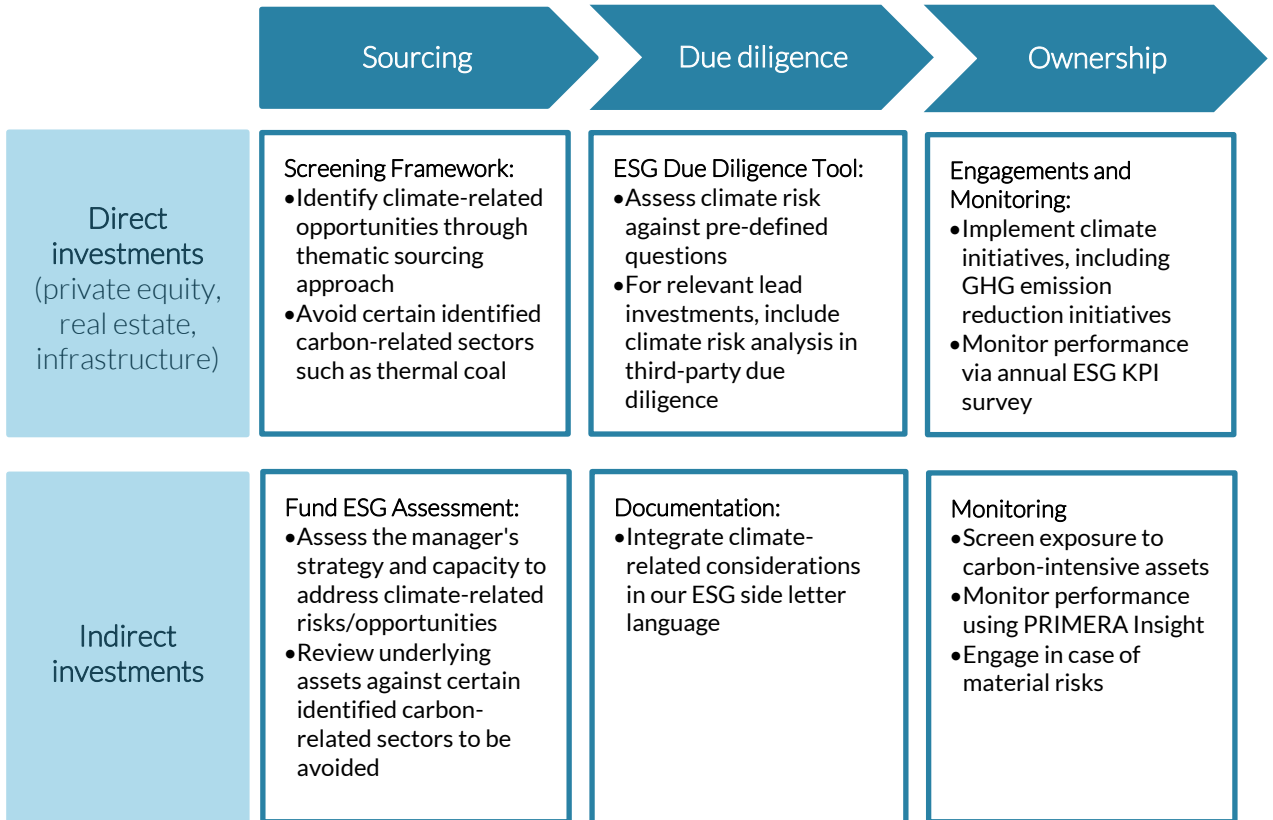 Sourcing
Due diligence
Ownership
Direct
investments
(private equity,
real estate,
infrastructure)
Screening Framework:
•Identify climate-related
opportunities through
thematic sourcing
approach
•Avoid certain identified
carbon-related sectors
such as thermal coal
ESG Due Diligence Tool:
•Assess climate risk
against pre-defined
questions
•For relevant lead
investments, include
climate risk analysis in
third-party due
diligence
Engagements and
Monitoring:
•Implement climate
initiatives, including
GHG emission
reduction initiatives
•Monitor performance
via annual ESG KPI
survey
Indirect
investments
Fund ESG Assessment:
•Assess the manager's
strategy and capacity to
address climate-related
risks/opportunities
•Review underlying
assets against certain
identified carbon-
related sectors to be
avoided
Documentation:
•Integrate climate-
related considerations
in our ESG side letter
language
Monitoring
•Screen exposure to
carbon-intensive assets
•Monitor performance
using PRIMERA Insight
•Engage in case of
material risks